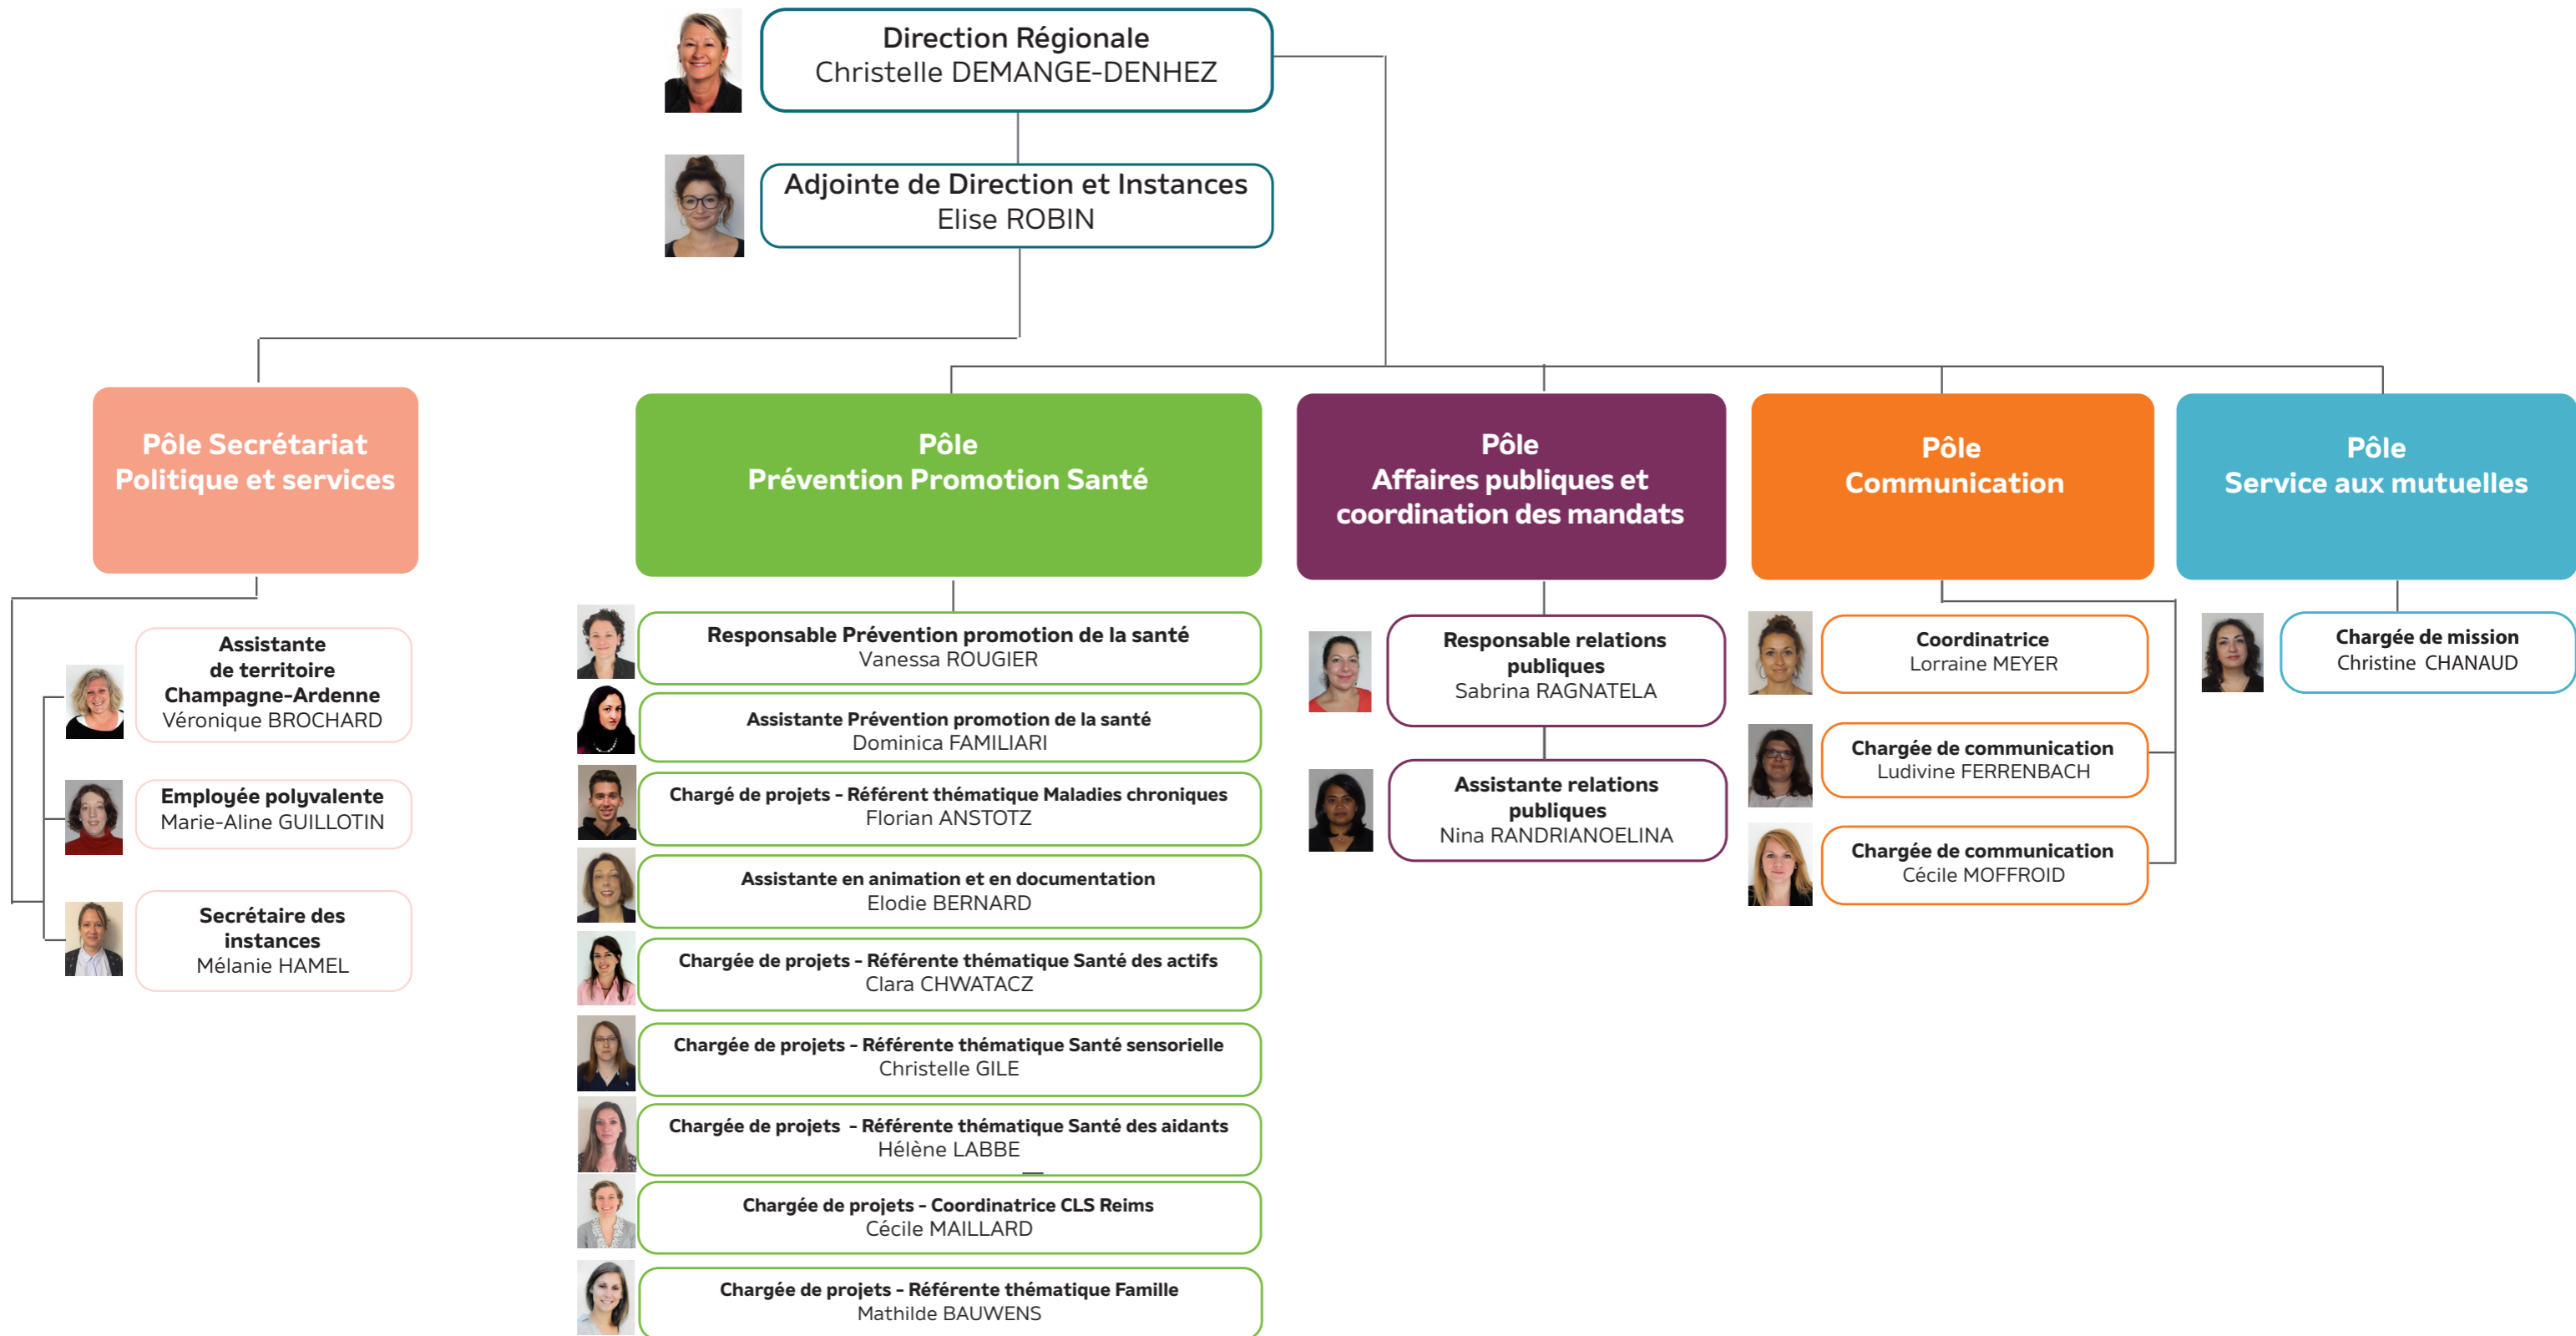 Direction Régionale
Christelle DEMANGE-DENHEZ
Adjointe de Direction et Instances
Elise ROBIN
Pôle Secrétariat
Politique et services
Assistante
de territoire
Champagne-Ardenne
Véronique BROCHARD
Employée polyvalente
Marie-Aline GUILLOTIN
Secrétaire des
instances
Mélanie HAMEL
Pôle
Prévention Promotion Santé
Responsable Prévention promotion de la santé
Vanessa ROUGIER
Assistante Prévention promotion de la santé
Dominica FAMILIARI
Chargé de projets - Référent thématique Maladies chroniques
Florian ANSTOTZ
Assistante en animation et en documentation
Elodie BERNARD
Chargée de projets - Référente thématique Santé des actifs
Clara CHWATACZ
Chargée de projets - Référente thématique Santé sensorielle
Christelle GILE
Chargée de projets - Référente thématique Santé des aidants
Hélène LABBE
Chargée de projets - Coordinatrice CLS Reims
Cécile MAILLARD
Chargée de projets - Référente thématique Famille
Mathilde BAUWENS
Pôle
Affaires publiques et
coordination des mandats
Responsable relations
publiques
Sabrina RAGNATELA
Assistante relations
publiques
Nina RANDRIANOELINA
Pôle
Communication
Coordinatrice
Lorraine MEYER
Chargée de communication
Ludivine FERRENBACH
Chargée de communication
Cécile MOFFROID
Pôle
Service aux mutuelles
Chargée de mission
Christine CHANAUD